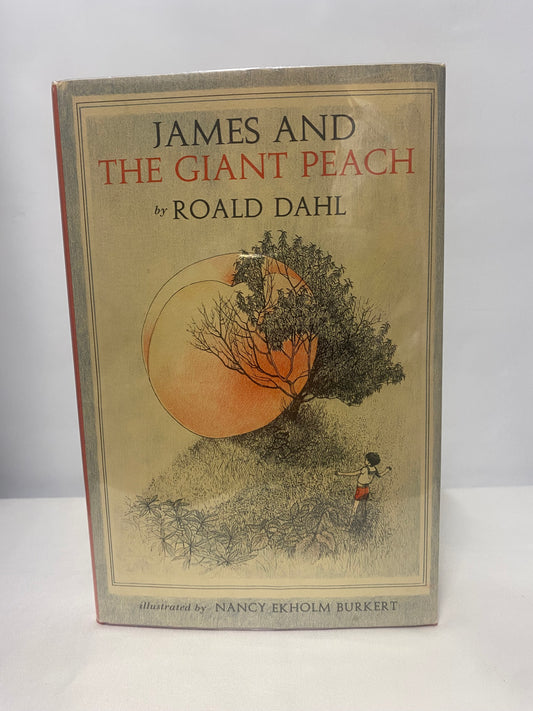 JAMES AND
THE GIANT PEACH
by ROALD DAHL
illustrated by NANCY EKHOLM BURKERT